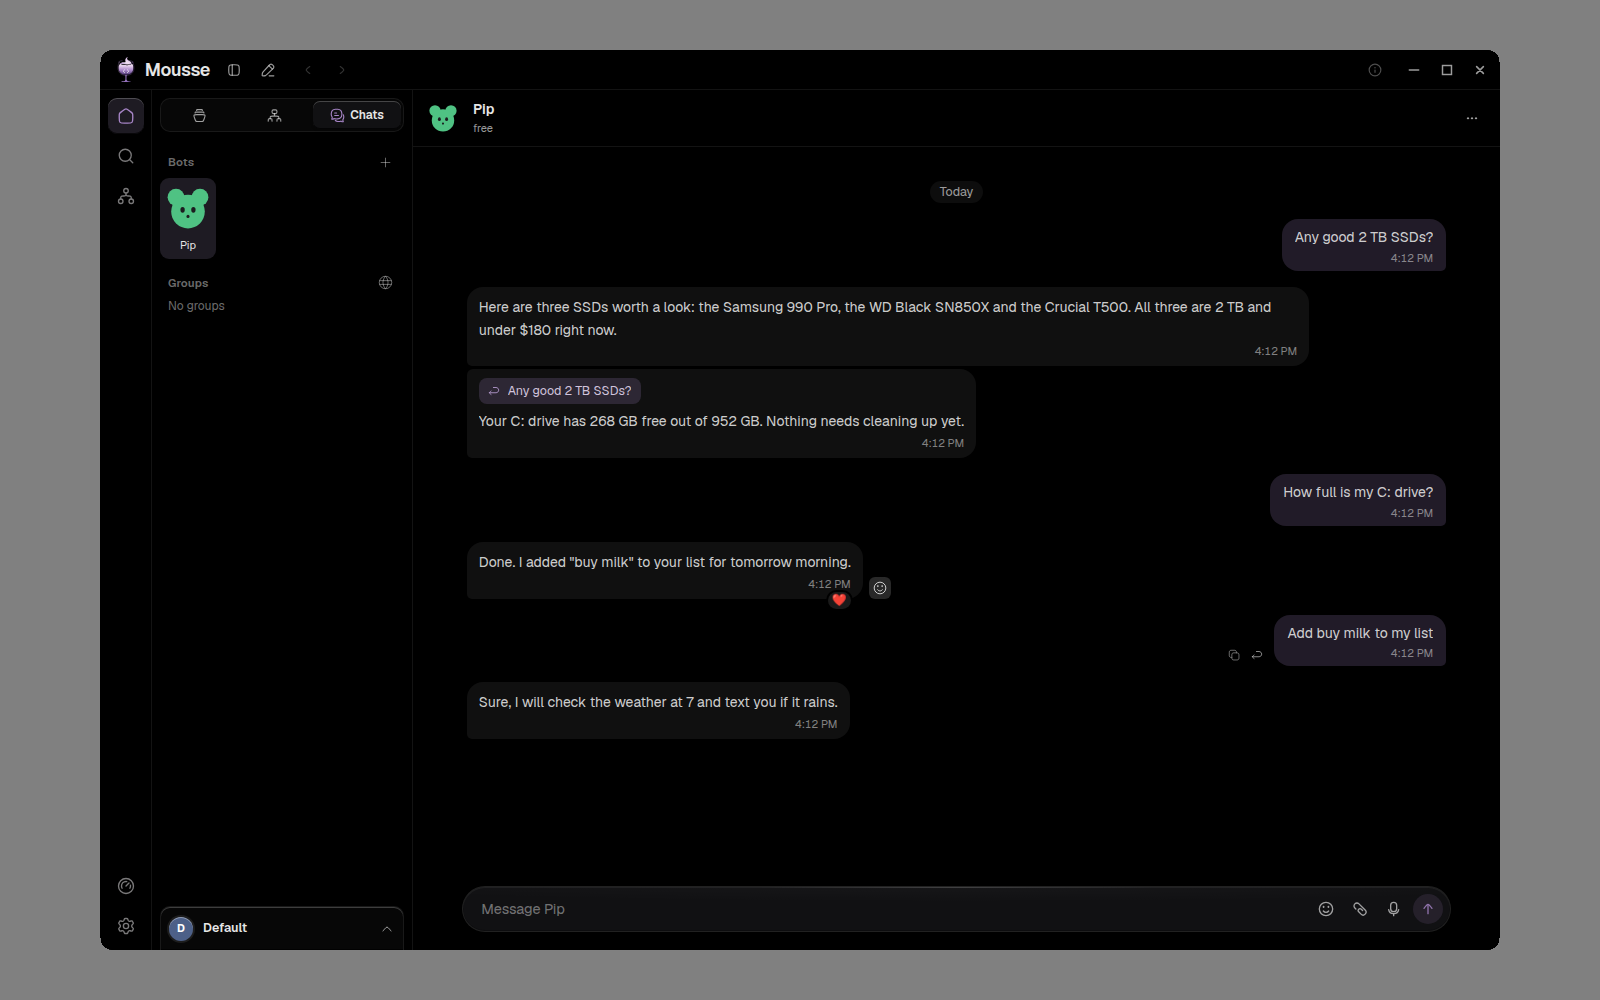 Mousse
Chats
Bots
Pip
Groups
No groups
D Default
Pip
free
Today
Any good 2 TB SSDs?
4:12 PM
Here are three SSDs worth a look: the Samsung 990 Pro, the WD Black SN850X and the Crucial T500. All three are 2 TB and
under $180 right now.
4:12 PM
Any good 2 TB SSDs?
Your C: drive has 268 GB free out of 952 GB. Nothing needs cleaning up yet.
4:12 PM
How full is my C: drive?
4:12 PM
Done. I added "buy milk" to your list for tomorrow morning.
4:12 PM
Add buy milk to my list
4:12 PM
Sure, I will check the weather at 7 and text you if it rains.
4:12 PM
Message Pip